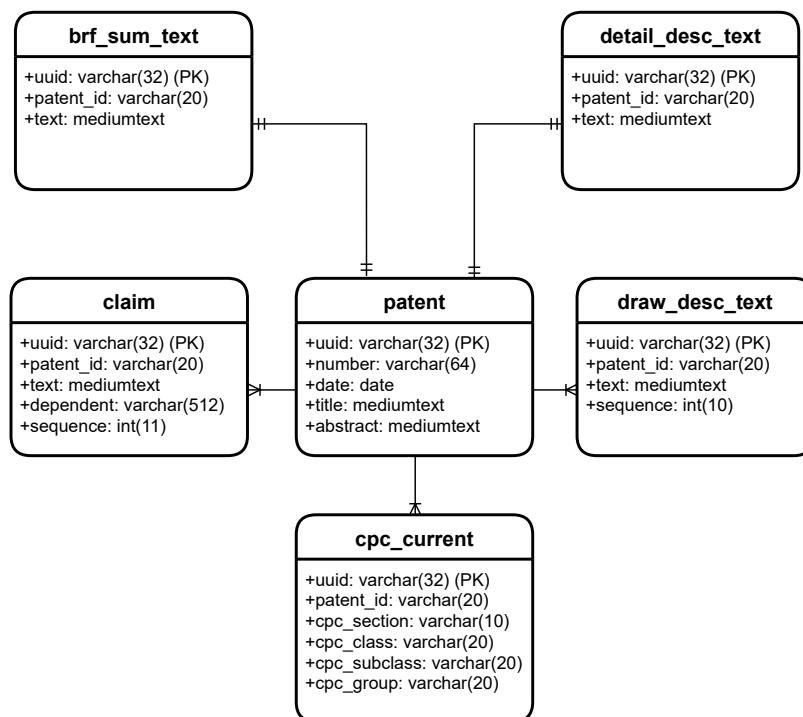 brf_sum_text
+uuid: varchar(32) (PK)
+patent_id: varchar(20)
+text: mediumtext
detail_desc_text
+uuid: varchar(32) (PK)
+patent_id: varchar(20)
+text: mediumtext
claim
+uuid: varchar(32) (PK)
+patent_id: varchar(20)
+text: mediumtext
+dependent: varchar(512)
+sequence: int(11)
patent
+uuid: varchar(32) (PK)
+number: varchar(64)
+date: date
+title: mediumtext
+abstract: mediumtext
draw_desc_text
+uuid: varchar(32) (PK)
+patent_id: varchar(20)
+text: mediumtext
+sequence: int(10)
cpc_current
+uuid: varchar(32) (PK)
+patent_id: varchar(20)
+cpc_section: varchar(10)
+cpc_class: varchar(20)
+cpc_subclass: varchar(20)
+cpc_group: varchar(20)